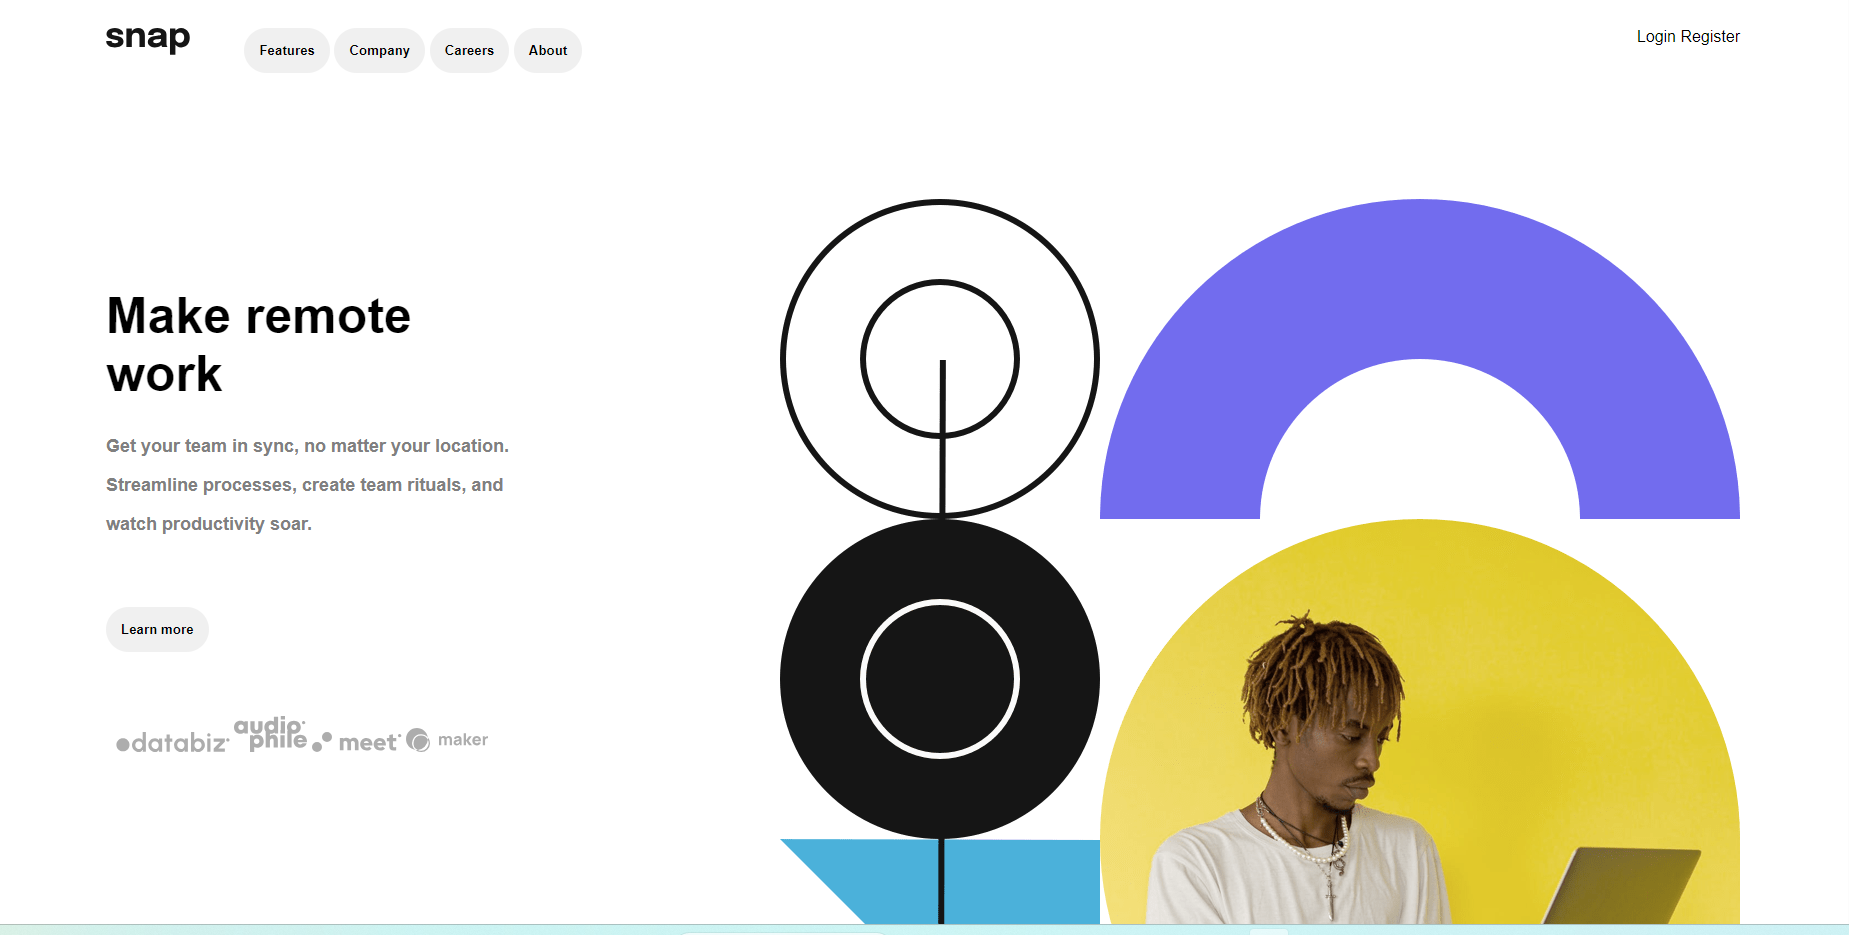 snap
Features Company Careers About
Login Register
Make remote
work
Get your team in sync, no matter your location.
Streamline processes, create team rituals, and
watch productivity soar.
Learn more
databiz audiophile meet maker